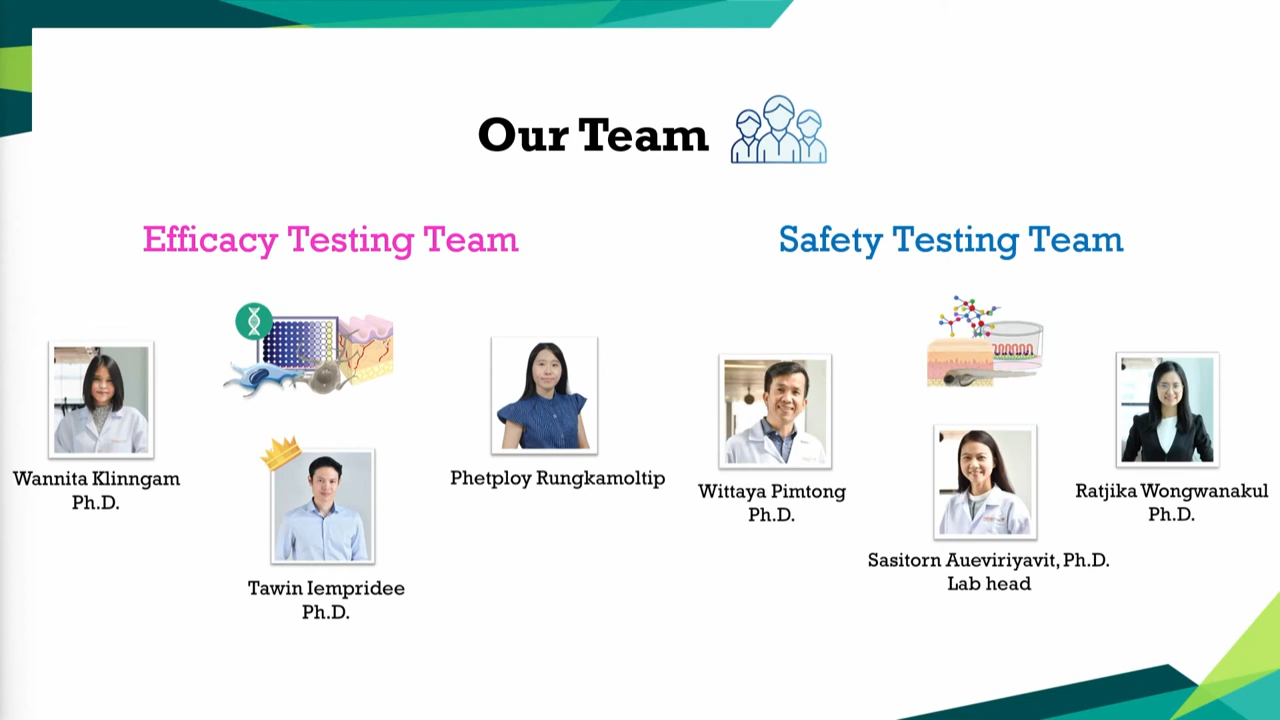 Our Team
Efficacy Testing Team
Wannita Klinngam
Ph.D.
Tawin Iempridee
Ph.D.
Phetploy Rungkamoltip
Safety Testing Team
Wittaya Pimtong
Ph.D.
Sasitorn Aueviriyavit, Ph.D.
Lab head
Ratjika Wongwanakul
Ph.D.